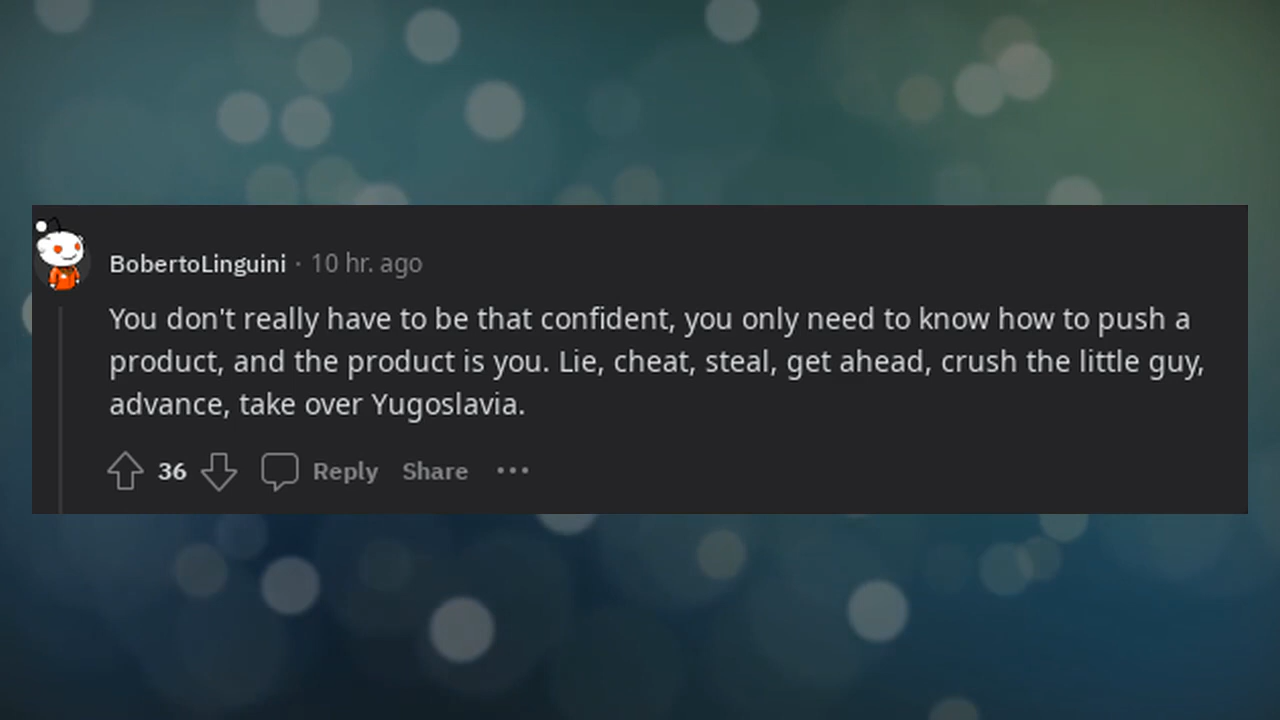 BobertoLinguini · 10 hr. ago
You don't really have to be that confident, you only need to know how to push a
product, and the product is you. Lie, cheat, steal, get ahead, crush the little guy,
advance, take over Yugoslavia.
36 Reply Share ...